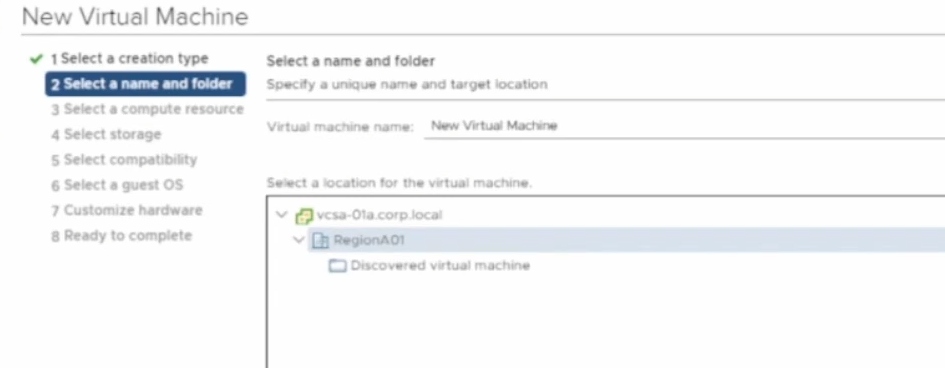 New Virtual Machine
1 Select a creation type
2 Select a name and folder
3 Select a compute resource
4 Select storage
5 Select compatibility
6 Select a guest OS
7 Customize hardware
8 Ready to complete
Select a name and folder
Specify a unique name and target location
Virtual machine name: New Virtual Machine
Select a location for the virtual machine.
vcsa-01a.corp.local
RegionA01
Discovered virtual machine